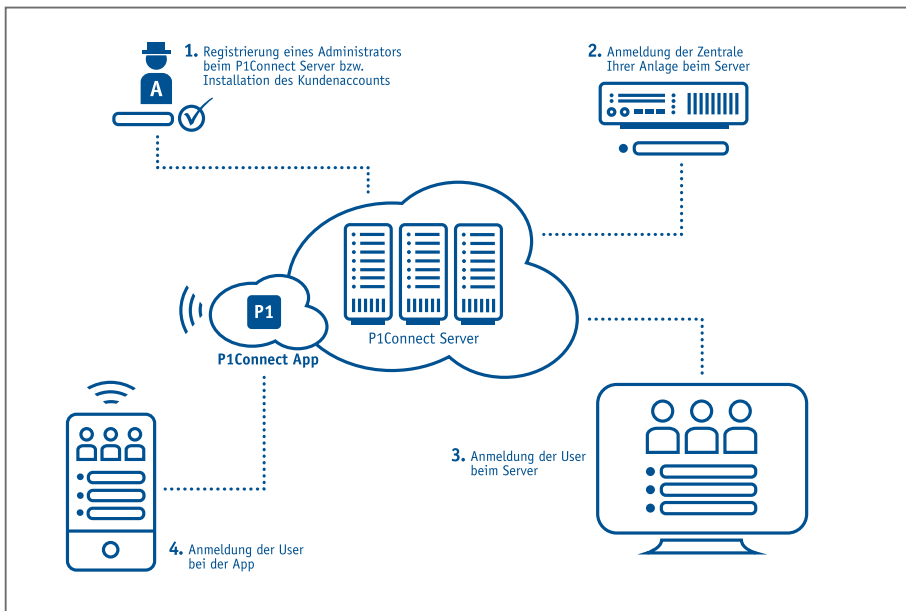 1. Registrierung eines Administrators
beim P1Connect Server bzw.
Installation des Kundenaccounts
2. Anmeldung der Zentrale
Ihrer Anlage beim Server
A
P1
P1Connect Server
P1Connect App
3. Anmeldung der User
beim Server
4. Anmeldung der User
bei der App